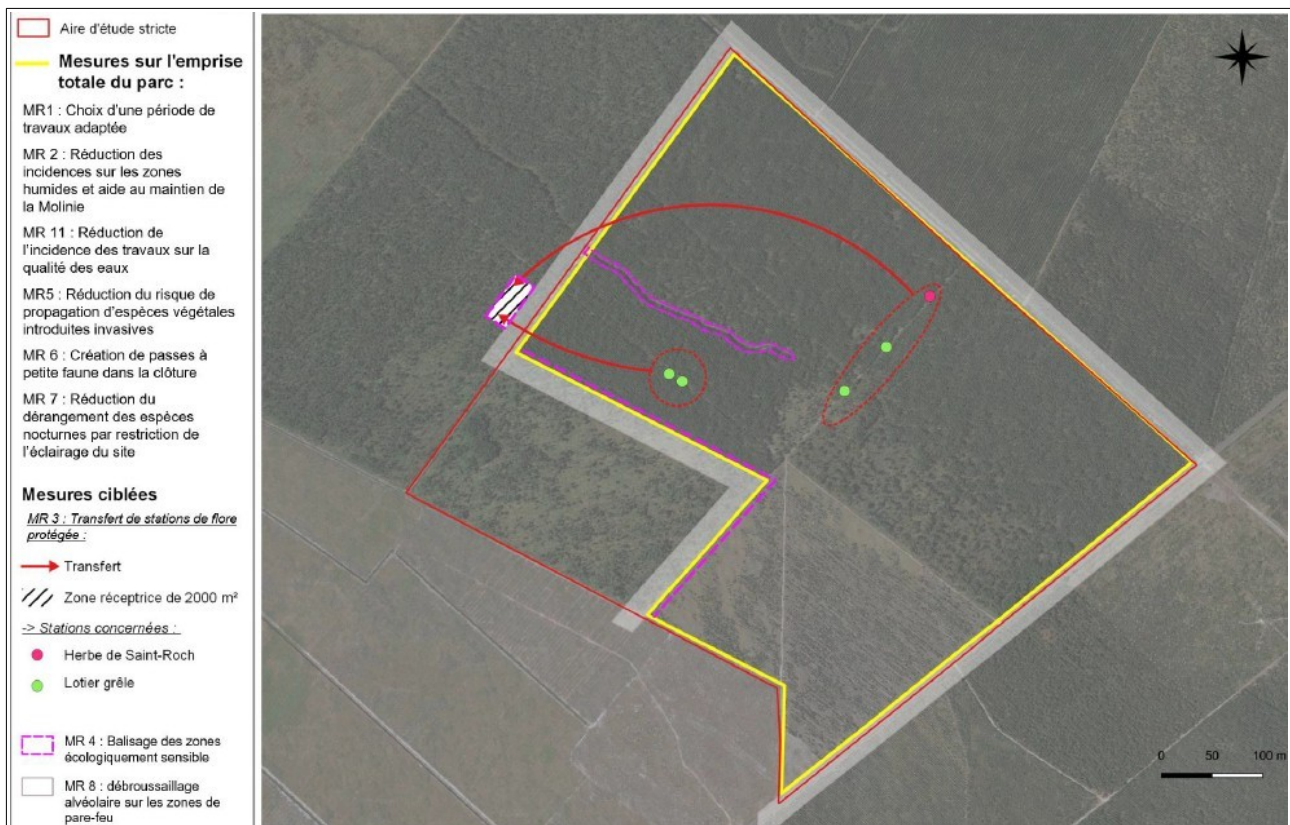 Aire d'étude stricte
Mesures sur l'emprise
totale du parc :
MR1 : Choix d'une période de
travaux adaptée
MR 2 : Réduction des
incidences sur les zones
humides et aide au maintien de
la Molinie
MR 11 : Réduction de
l'incidence des travaux sur la
qualité des eaux
MR5 : Réduction du risque de
propagation d'espèces végétales
introduites invasives
MR 6 : Création de passes à
petite faune dans la clôture
MR 7 : Réduction du
dérangement des espèces
nocturnes par restriction de
l'éclairage du site
Mesures ciblées
MR 3 : Transfert de stations de flore
protégée :
Transfert
Zone réceptrice de 2000 m²
-> Stations concernées :
Herbe de Saint-Roch
Lotier grêle
MR 4 : Balisage des zones
écologiquement sensible
MR 8 : débroussaillage
alvéolaire sur les zones de
pare-feu
0 50 100 m